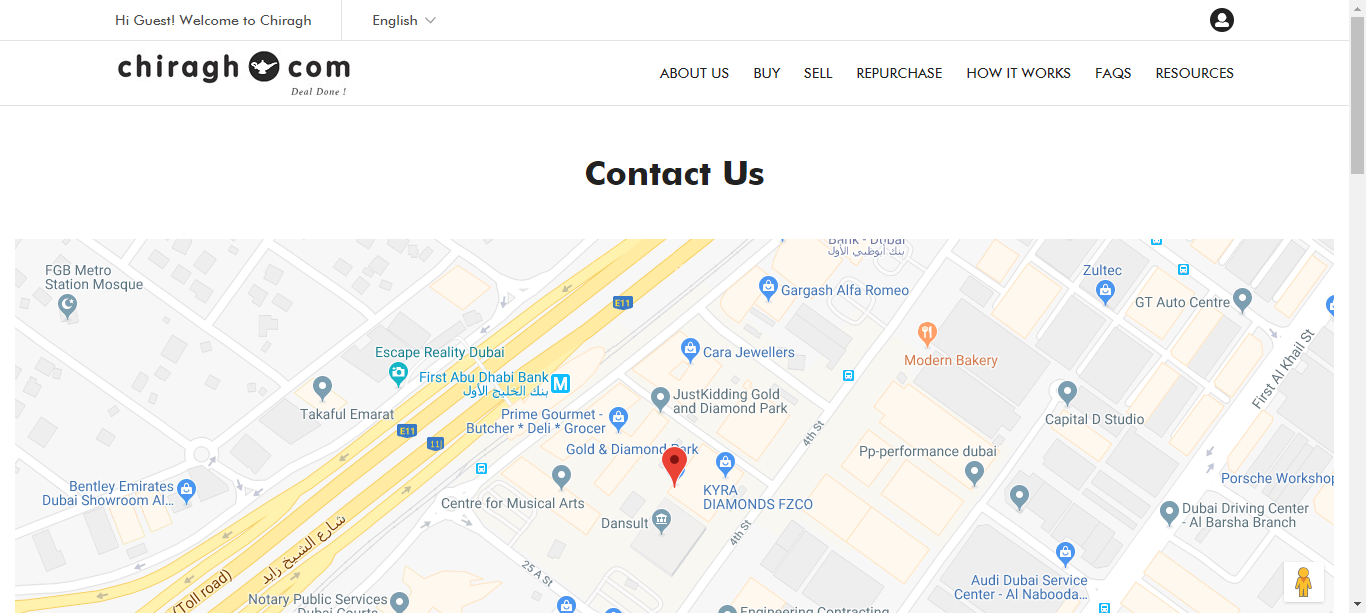 Hi Guest! Welcome to Chiragh
English
chiragh com
Deal Done !
ABOUT US
BUY
SELL
REPURCHASE
HOW IT WORKS
FAQS
RESOURCES
Contact Us
Bank - Dubai
بنك أبوظبي الأول
FGB Metro
Station Mosque
Zultec
Gargash Alfa Romeo
GT Auto Centre
E11
Escape Reality Dubai
Cara Jewellers
Modern Bakery
First Al Khail St
First Abu Dhabi Bank
بنك الخليج الأول
M
Takaful Emarat
JustKidding Gold
and Diamond Park
Prime Gourmet -
Butcher * Deli * Grocer
Capital D Studio
E11
111
4th St
Gold & Diamond Park
Pp-performance dubai
Bentley Emirates
Dubai Showroom Al...
Centre for Musical Arts
KYRA
DIAMONDS FZCO
Porsche Workshop
Dansult
Dubai Driving Center
- Al Barsha Branch
4th St
شارع الشيخ زايد
(Toll road)
25 A St
Audi Dubai Service
Center - Al Nabooda...
Notary Public Services
Dubai Courts
Engineering Contracting